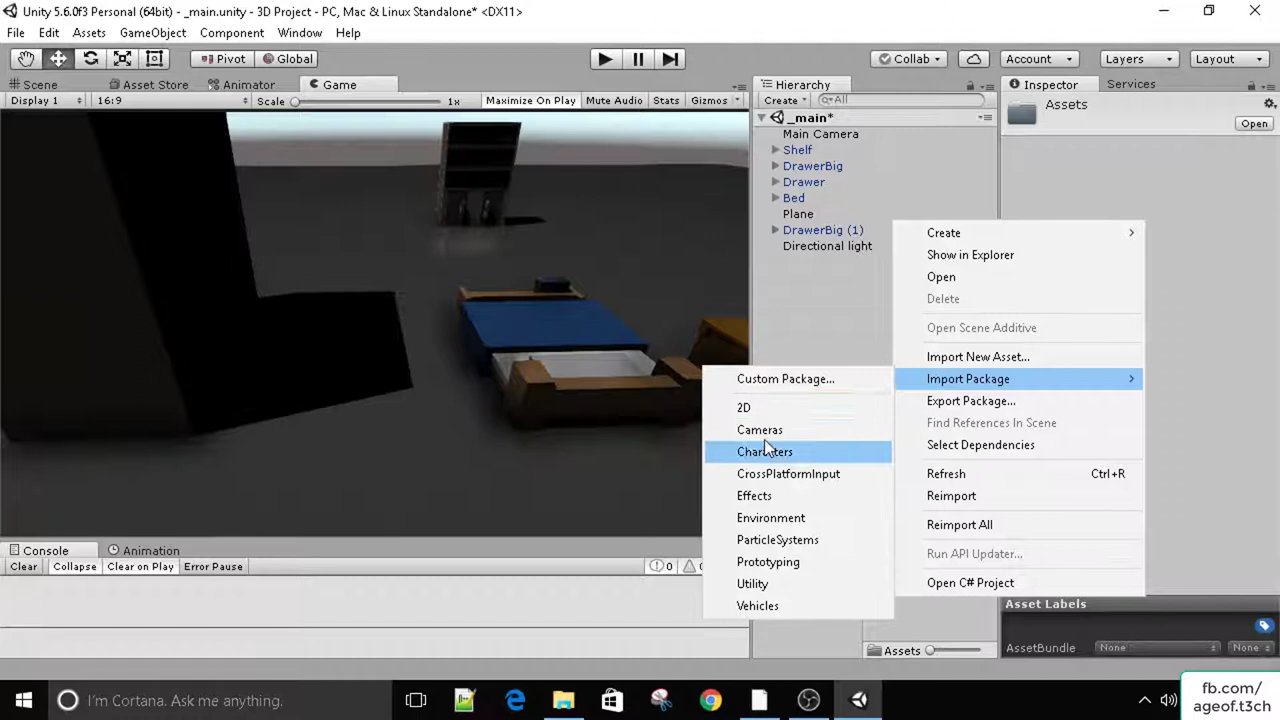 Unity 5.6.0f3 Personal (64bit) - _main.unity - 3D Project - PC, Mac & Linux Standalone* <DX11>
File Edit Assets GameObject Component Window Help
Pivot Global Collab Account Layers Layout
Scene Asset Store Animator Game
Display 1 16:9 Scale 1x Maximize On Play Mute Audio Stats Gizmos
Hierarchy
Create All
_main*
Main Camera
Shelf
DrawerBig
Drawer
Bed
Plane
DrawerBig (1)
Directional light
Inspector Services
Assets
Open
Create
Show in Explorer
Open
Delete
Open Scene Additive
Import New Asset...
Import Package
Export Package...
Find References In Scene
Select Dependencies
Refresh Ctrl+R
Reimport
Reimport All
Run API Updater...
Open C# Project
Custom Package...
2D
Cameras
Characters
CrossPlatformInput
Effects
Environment
ParticleSystems
Prototyping
Utility
Vehicles
Console Animation
Clear Collapse Clear on Play Error Pause 0
Assets
Asset Labels
AssetBundle None None
I'm Cortana. Ask me anything.
fb.com/
ageof.t3ch